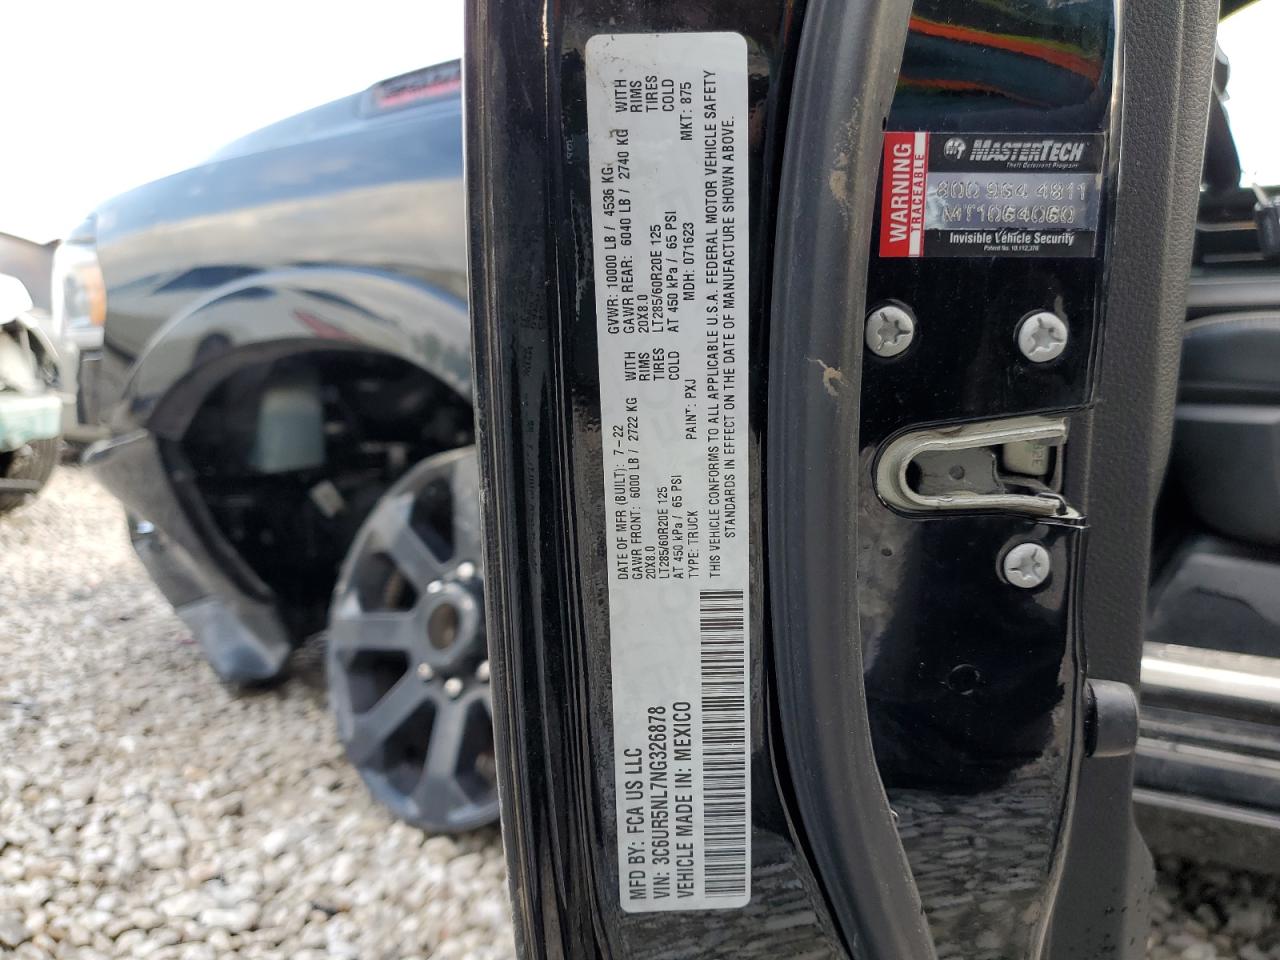 MFD BY: FCA US LLC
VIN: 3C6UR5NL7NG326878
VEHICLE MADE IN: MEXICO
DATE OF MFR (BUILT): 7-22
GAWR FRONT: 6000 LB / 2722 KG WITH
20X8.0 RIMS
LT285/60R20E 125 TIRES
AT 450 kPa / 65 PSI COLD
TYPE: TRUCK PAINT: PXJ
GVWR: 10000 LB / 4536 KG
GAWR REAR: 6040 LB / 2740 Kd WITH
20X8.0 RIMS
LT285/60R20E 125 TIRES
AT 450 kPa / 65 PSI COLD
MDH: 071623 MKT: 875
THIS VEHICLE CONFORMS TO ALL APPLICABLE U.S.A. FEDERAL MOTOR VEHICLE SAFETY
STANDARDS IN EFFECT ON THE DATE OF MANUFACTURE SHOWN ABOVE.
WARNING
TRACEABLE
MASTERTECH
Theft Deterrent Program
800 964 4811
MT1064060
Invisible Vehicle Security